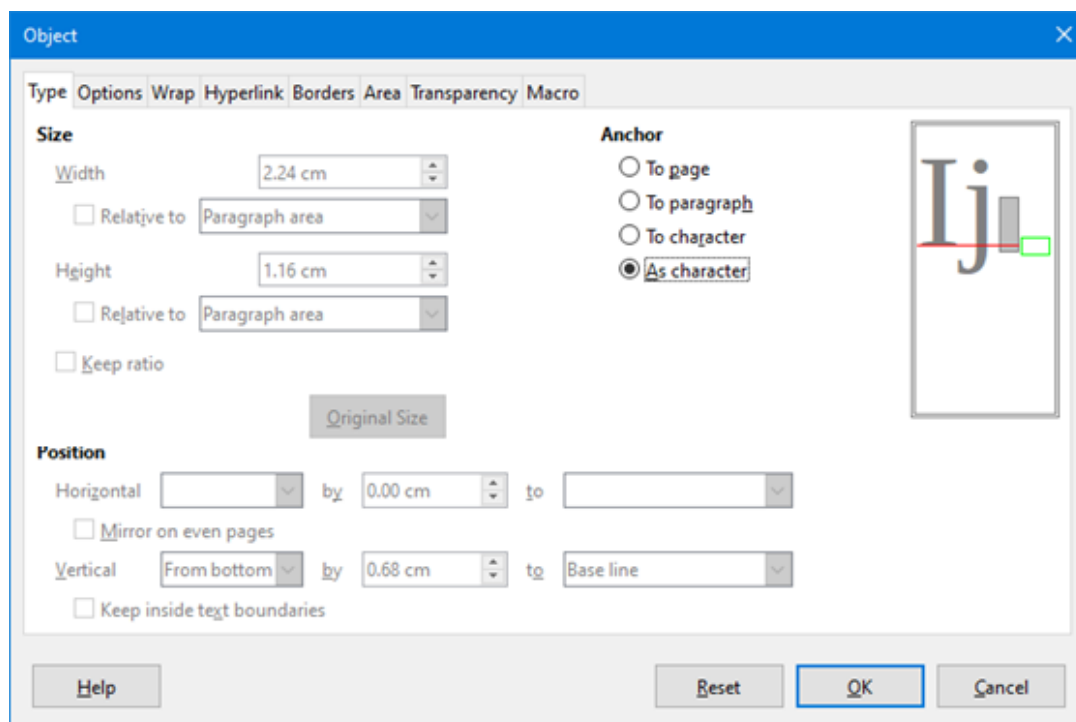 Object
Type Options Wrap Hyperlink Borders Area Transparency Macro
Size
Width 2.24 cm
Relative to Paragraph area
Height 1.16 cm
Relative to Paragraph area
Keep ratio
Original Size
Anchor
To page
To paragraph
To character
As character
Ij
Position
Horizontal by 0.00 cm to
Mirror on even pages
Vertical From bottom by 0.68 cm to Base line
Keep inside text boundaries
Help Reset OK Cancel